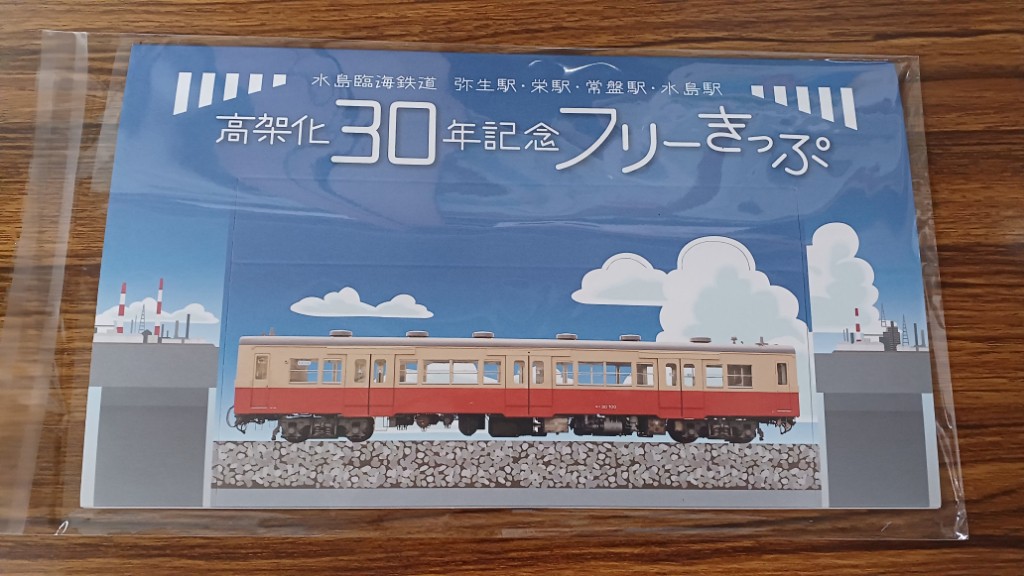 水島臨海鉄道 弥生駅・栄駅・常盤駅・水島駅
高架化30年記念フリーきっぷ